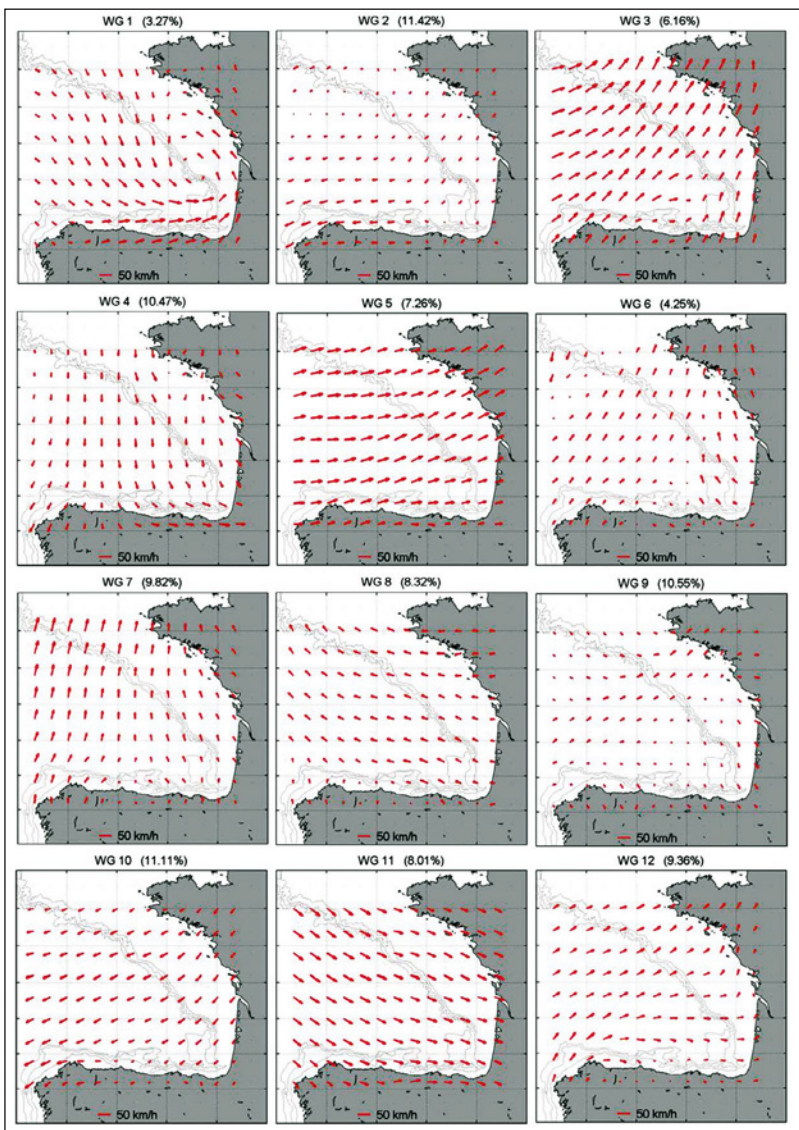 WG 1 (3.27%)
WG 2 (11.42%)
WG 3 (6.16%)
50 km/h
50 km/h
50 km/h
WG 4 (10.47%)
WG 5 (7.26%)
WG 6 (4.25%)
50 km/h
50 km/h
50 km/h
WG 7 (9.82%)
WG 8 (8.32%)
WG 9 (10.55%)
50 km/h
50 km/h
50 km/h
WG 10 (11.11%)
WG 11 (8.01%)
WG 12 (9.36%)
50 km/h
50 km/h
50 km/h